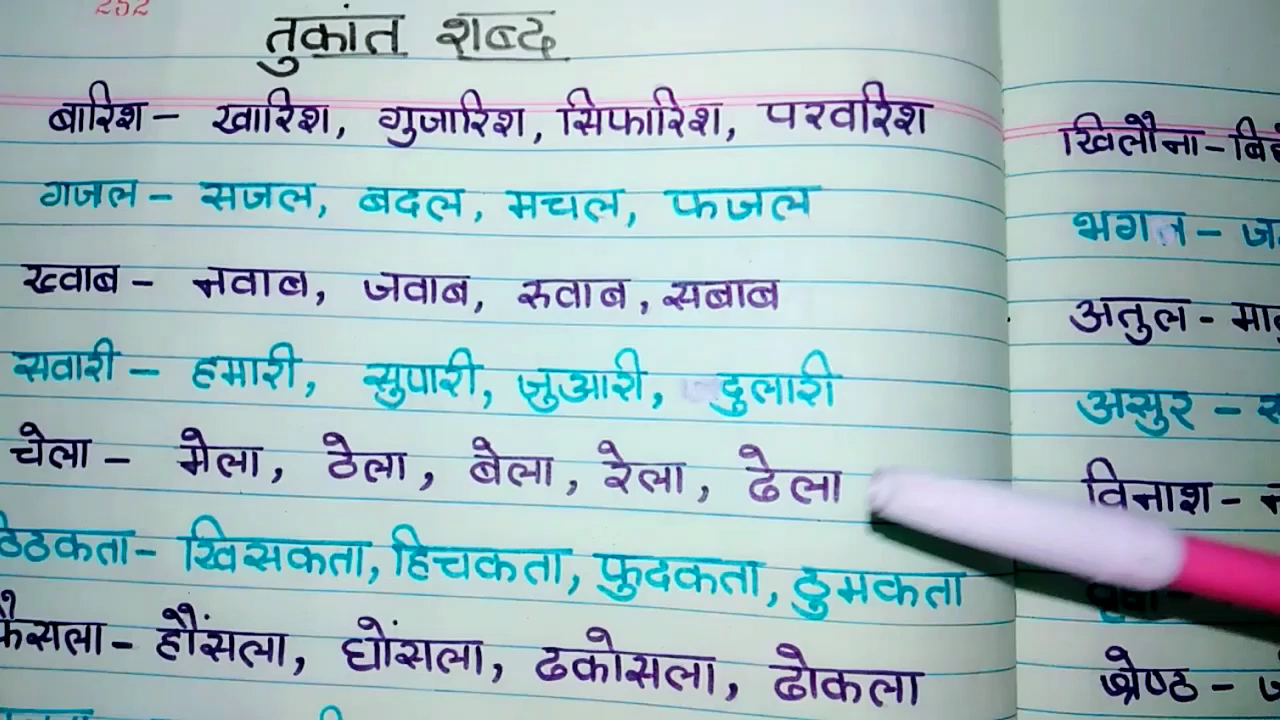 252
तुकांत शब्द
बारिश - खारिश, गुजारिश, सिफारिश, परवरिश
गजल - सजल, बदल, मचल, फजल
ख्वाब - नवाब, जवाब, रुवाब, सबाब
सवारी - हमारी, सुपारी, जुआरी, दुलारी
चेला - मेला, ठेला, बेला, रेला, ढेला
ठिठकता - खिसकता, हिचकता, फुदकता, ठुमकता
फैसला - हौंसला, घोंसला, ढकोसला, ढोकला
खिलौना -
भगत -
अतुल -
असुर -
विनाश -
श्रेष्ठ -